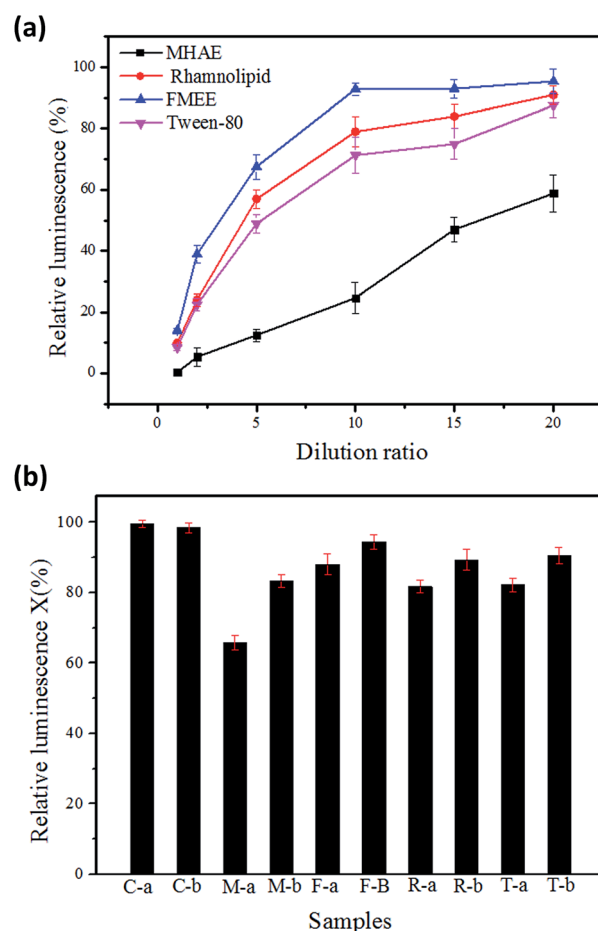 (a)
MHAE
Rhamnolipid
FMEE
Tween-80
100
80
60
40
20
0
Relative luminescence (%)
0 5 10 15 20
Dilution ratio
(b)
100
80
60
40
20
0
Relative luminescence X(%)
C-a C-b M-a M-b F-a F-B R-a R-b T-a T-b
Samples